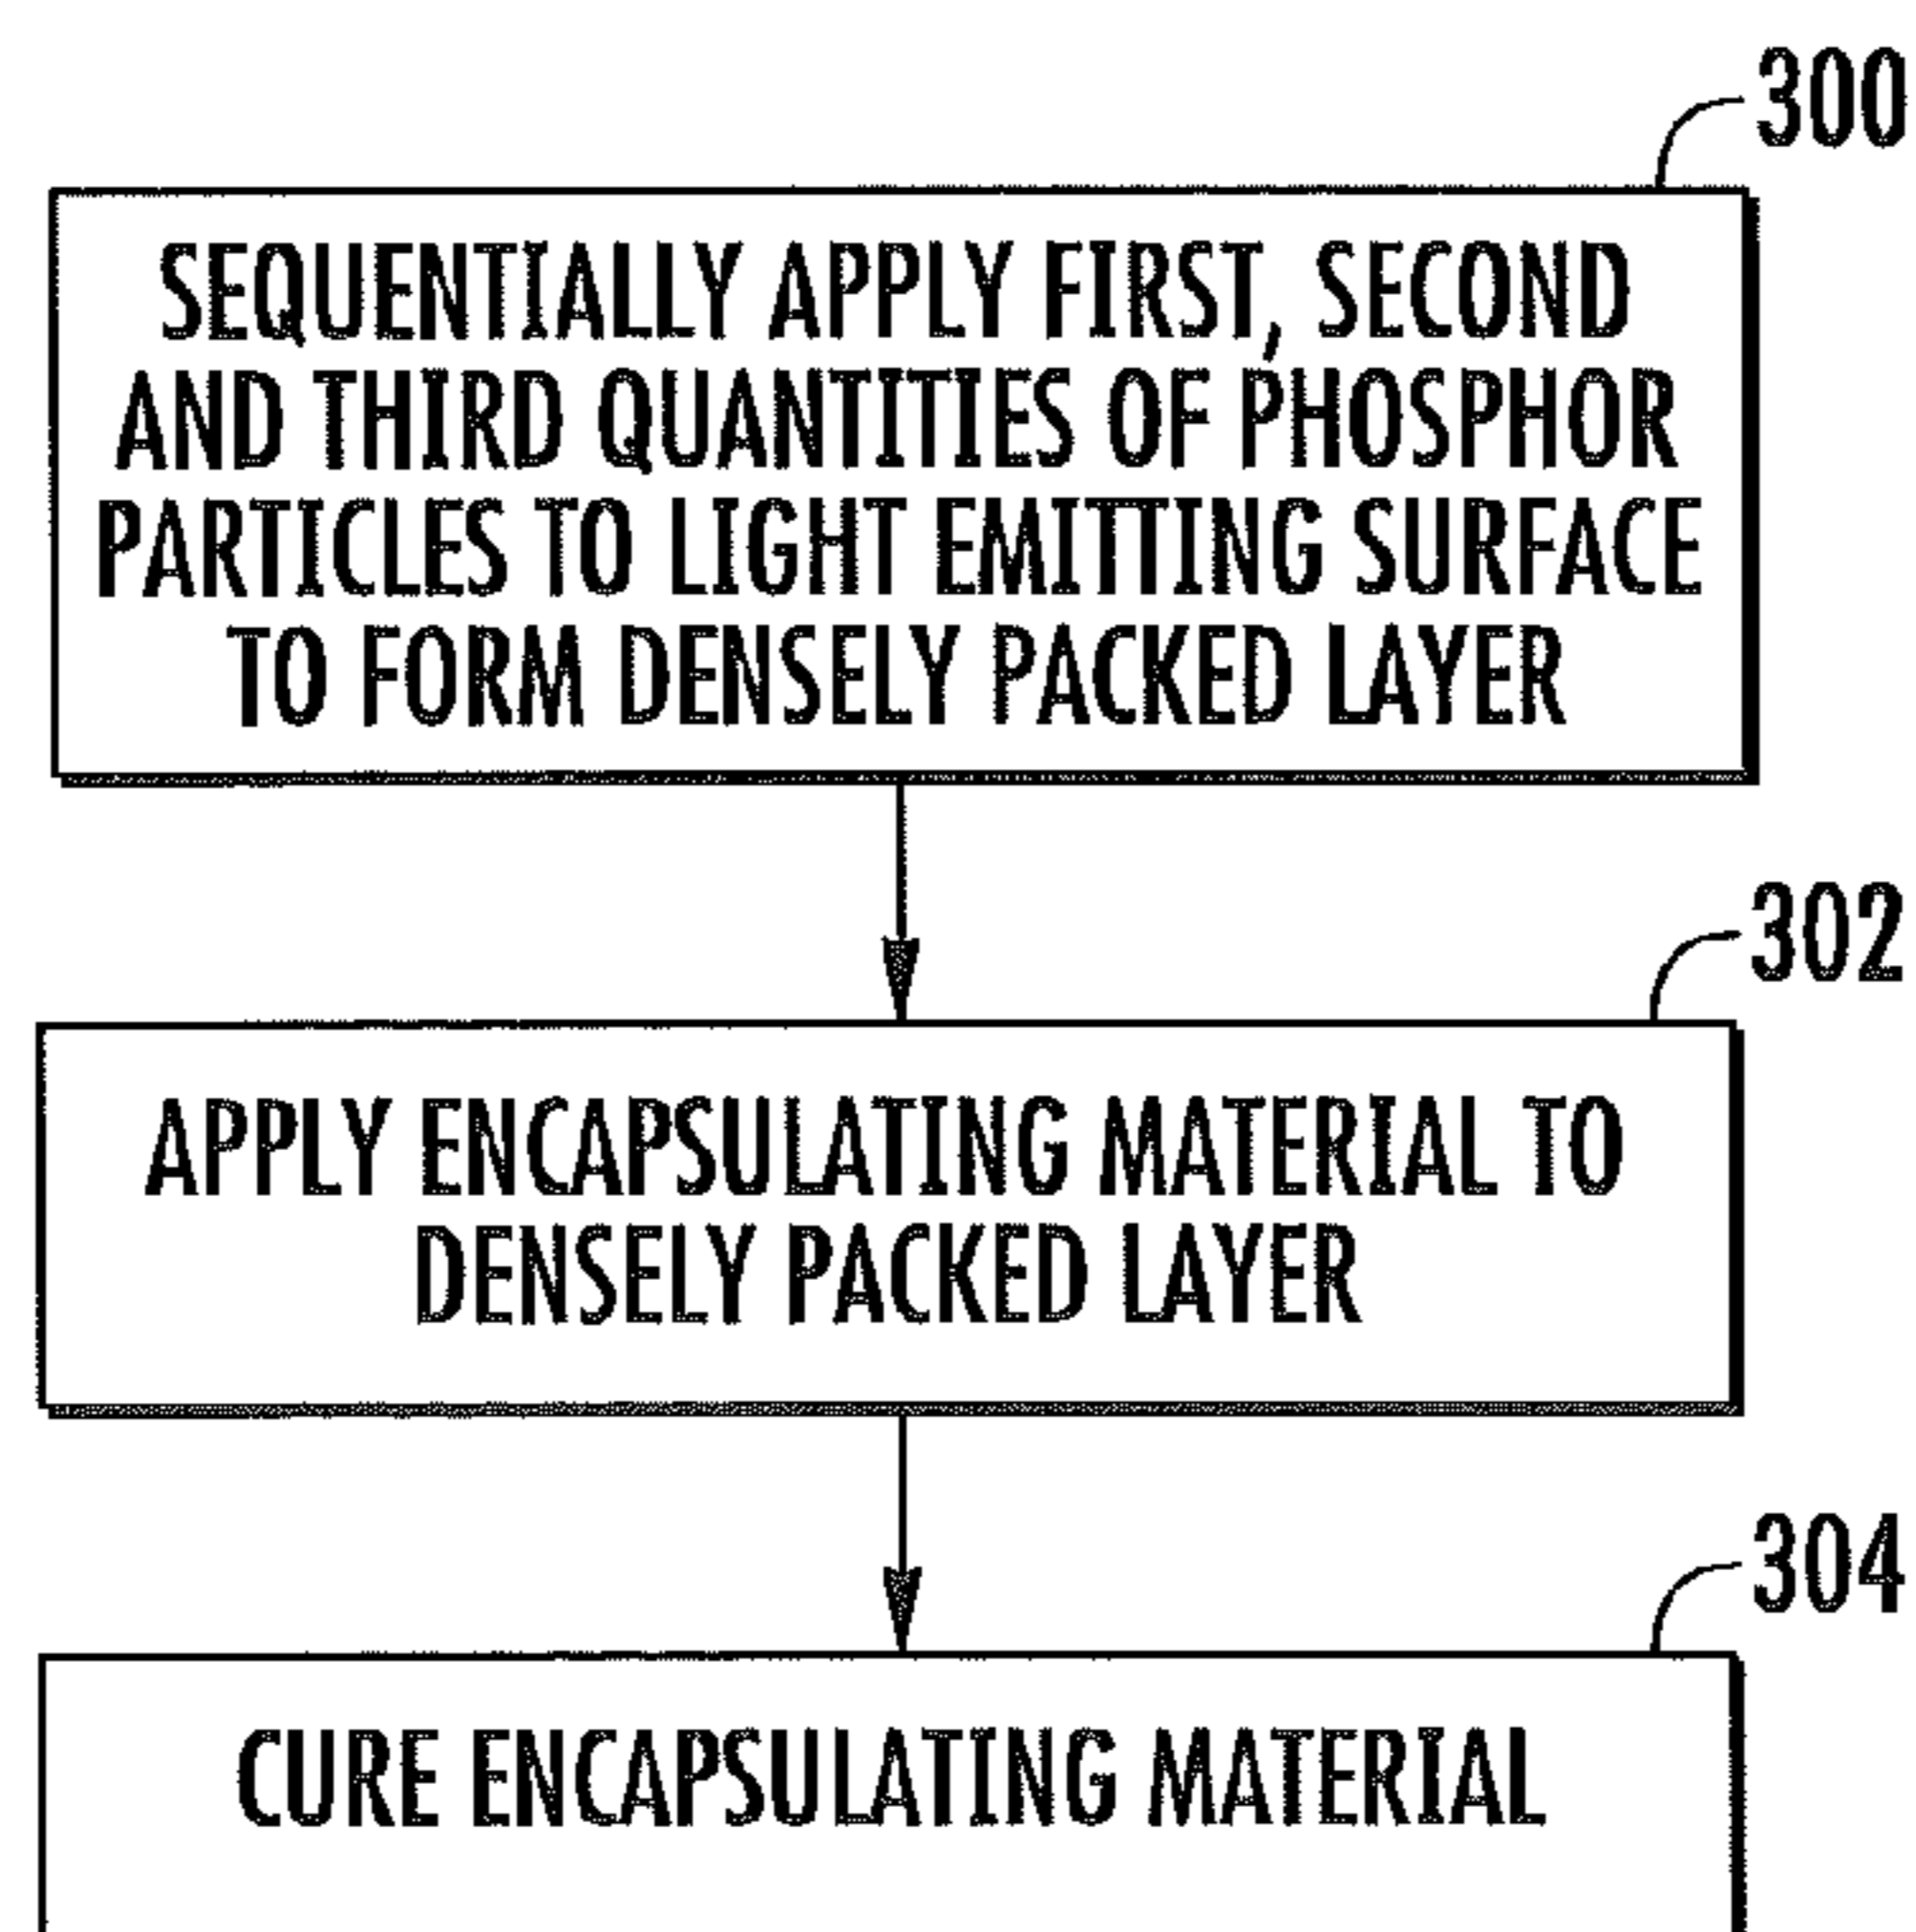 300
SEQUENTIALLY APPLY FIRST, SECOND
AND THIRD QUANTITIES OF PHOSPHOR
PARTICLES TO LIGHT EMITTING SURFACE
TO FORM DENSELY PACKED LAYER
302
APPLY ENCAPSULATING MATERIAL TO
DENSELY PACKED LAYER
304
CURE ENCAPSULATING MATERIAL